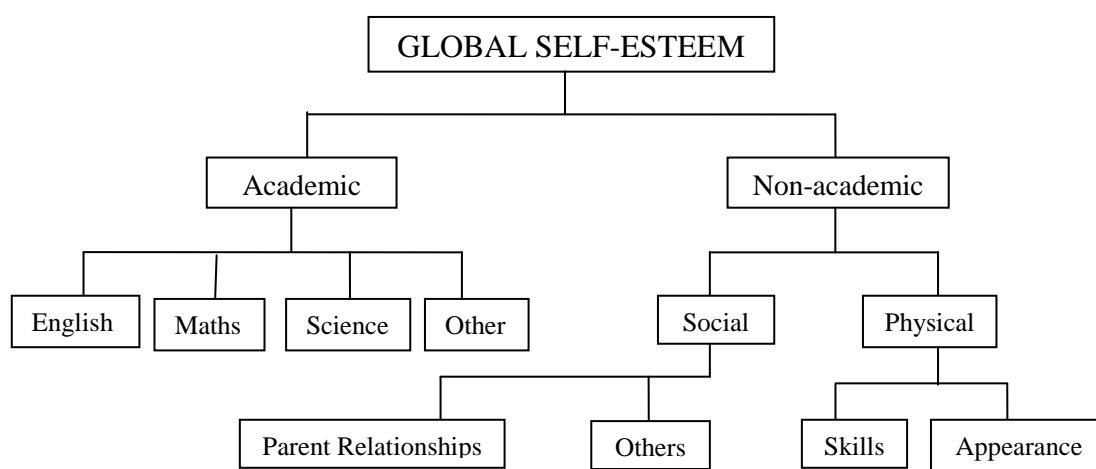 GLOBAL SELF-ESTEEM
Academic
Non-academic
English
Maths
Science
Other
Social
Physical
Parent Relationships
Others
Skills
Appearance